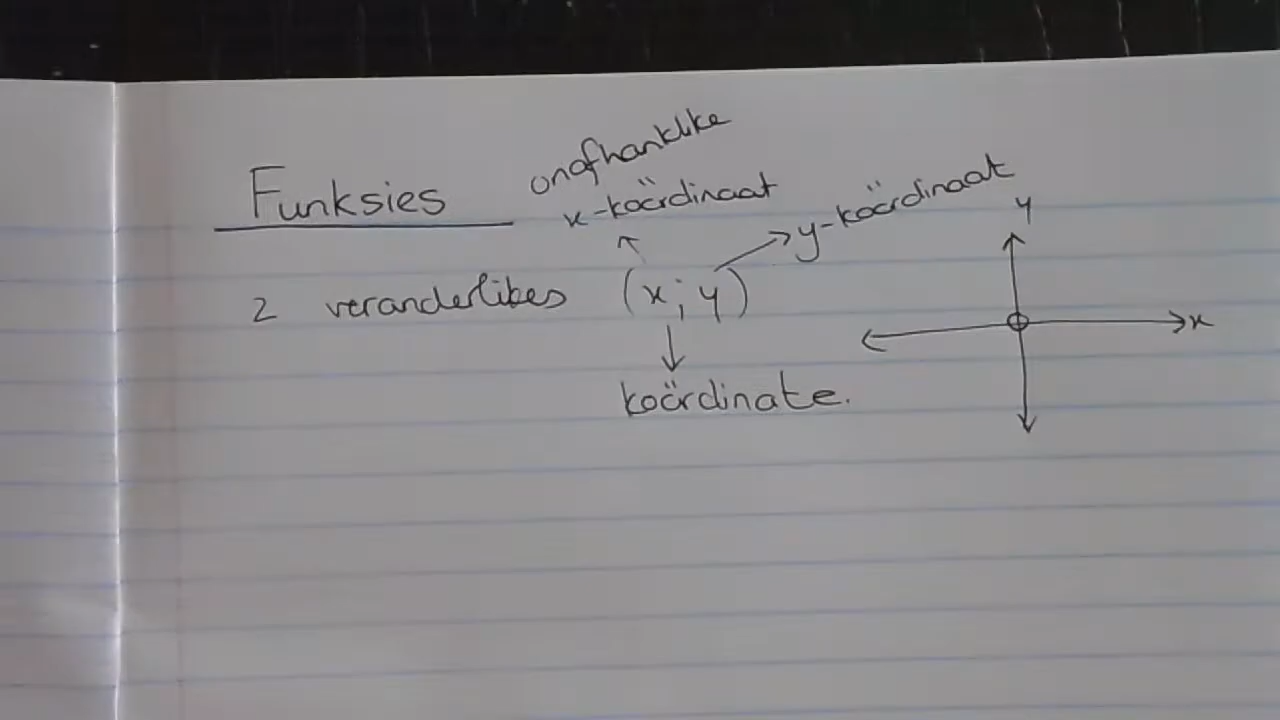 onafhanklike
Funksies
x-koördinaat
y-koördinaat
y
2 veranderlikes (x; y)
x
koördinate.